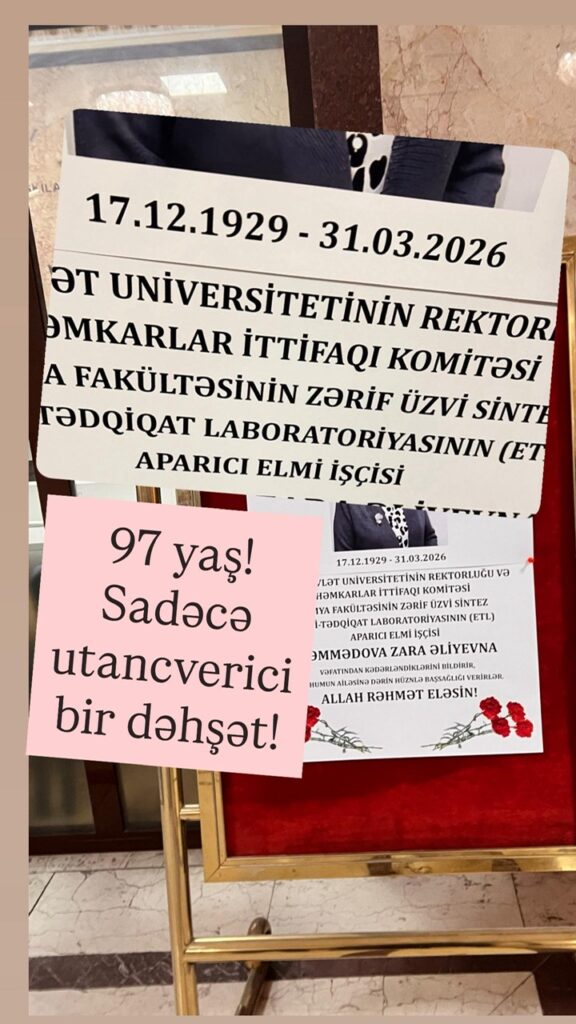 17.12.1929 - 31.03.2026
ƏT UNİVERSİTETİNİN REKTORL
ƏMKARLAR İTTİFAQI KOMİTƏSİ
A FAKÜLTƏSİNİN ZƏRİF ÜZVİ SİNTE
TƏDQİQAT LABORATORİYASININ (ET
APARICI ELMİ İŞÇİSİ
97 yaş!
Sadəcə
utancverici
bir dəhşət!
17.12.1929 - 31.03.2026
VLƏT UNİVERSİTETİNİN REKTORLUĞU VƏ
HƏMKARLAR İTTİFAQI KOMİTƏSİ
MYA FAKÜLTƏSİNİN ZƏRİF ÜZVİ SİNTEZ
İ-TƏDQİQAT LABORATORİYASININ (ETL)
APARICI ELMİ İŞÇİSİ
ƏMMƏDOVA ZARA ƏLİYEVNA
VƏFATINDAN KƏDƏRLƏNDİKLƏRİNİ BİLDİRİR,
HUMUN AİLƏSİNƏ DƏRİN HÜZNLƏ BAŞSAĞLIĞI VERİRLƏR.
ALLAH RƏHMƏT ELƏSİN!